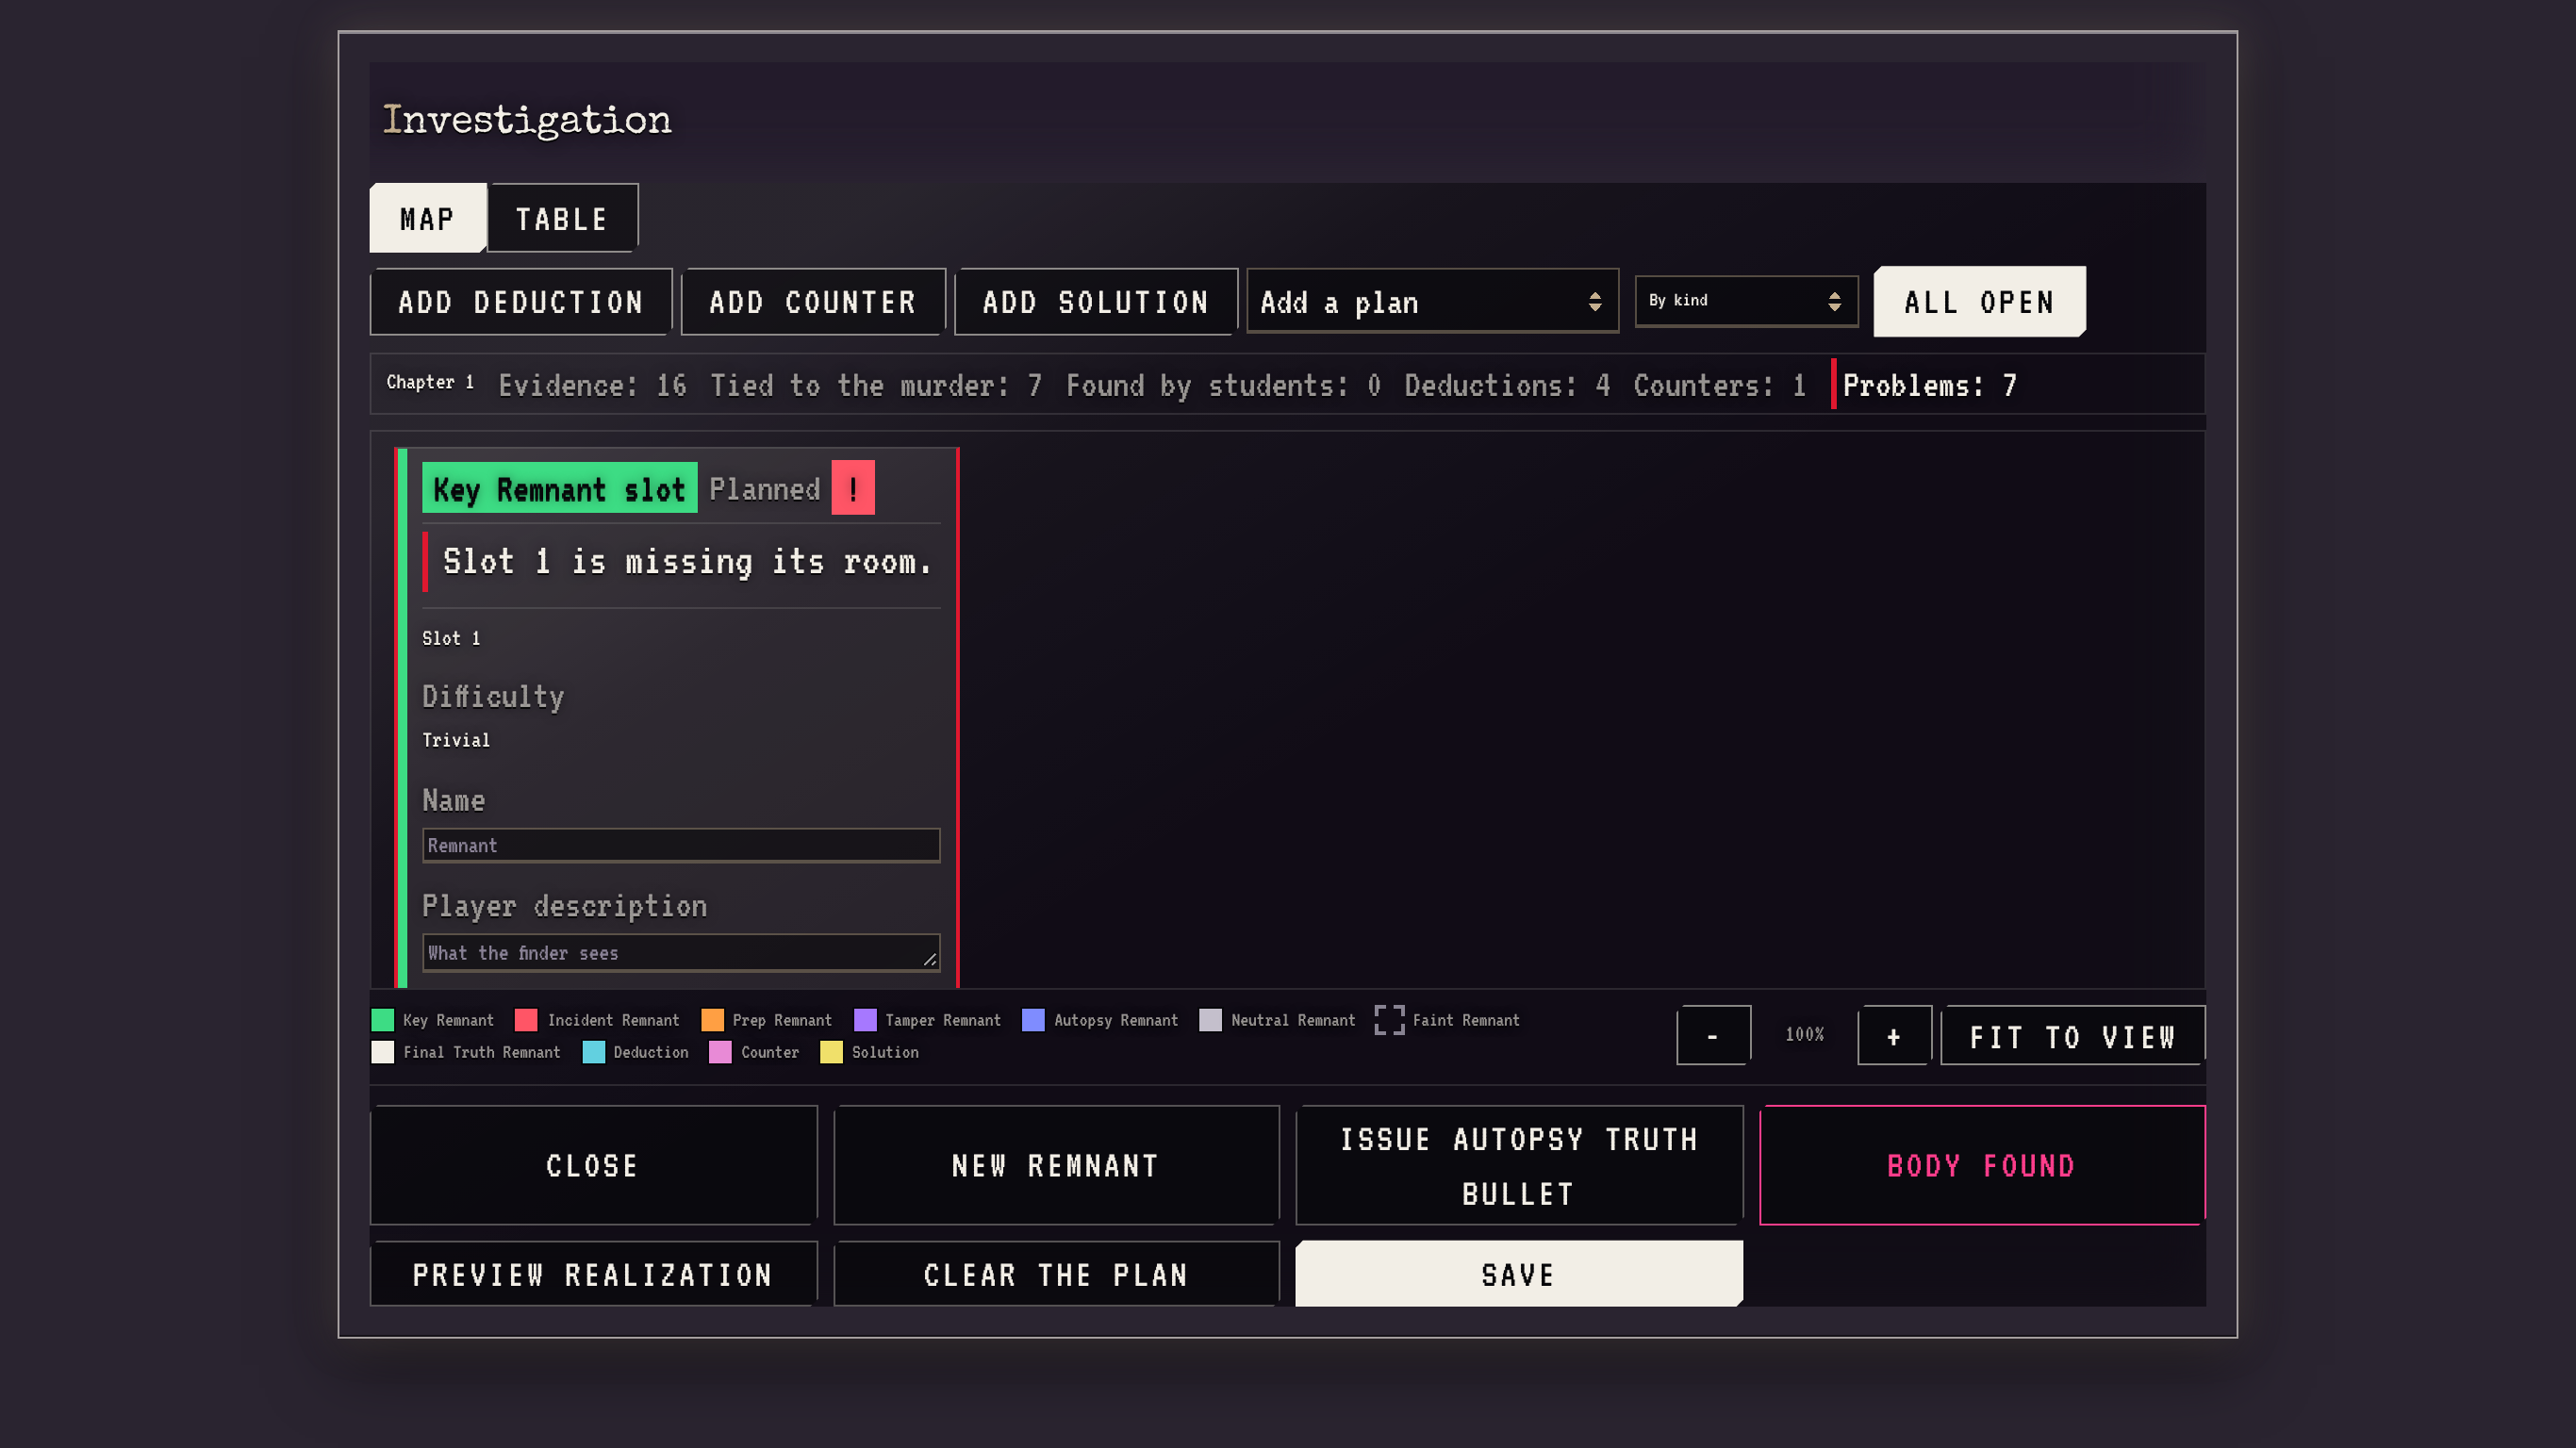 Investigation
MAP
TABLE
ADD DEDUCTION
ADD COUNTER
ADD SOLUTION
Add a plan
By kind
ALL OPEN
Chapter 1 Evidence: 16 Tied to the murder: 7 Found by students: 0 Deductions: 4 Counters: 1 Problems: 7
Key Remnant slot Planned !
Slot 1 is missing its room.
Slot 1
Difficulty
Trivial
Name
Remnant
Player description
What the finder sees
Key Remnant Incident Remnant Prep Remnant Tamper Remnant Autopsy Remnant Neutral Remnant Faint Remnant
Final Truth Remnant Deduction Counter Solution
- 100% + FIT TO VIEW
CLOSE
NEW REMNANT
ISSUE AUTOPSY TRUTH
BULLET
BODY FOUND
PREVIEW REALIZATION
CLEAR THE PLAN
SAVE